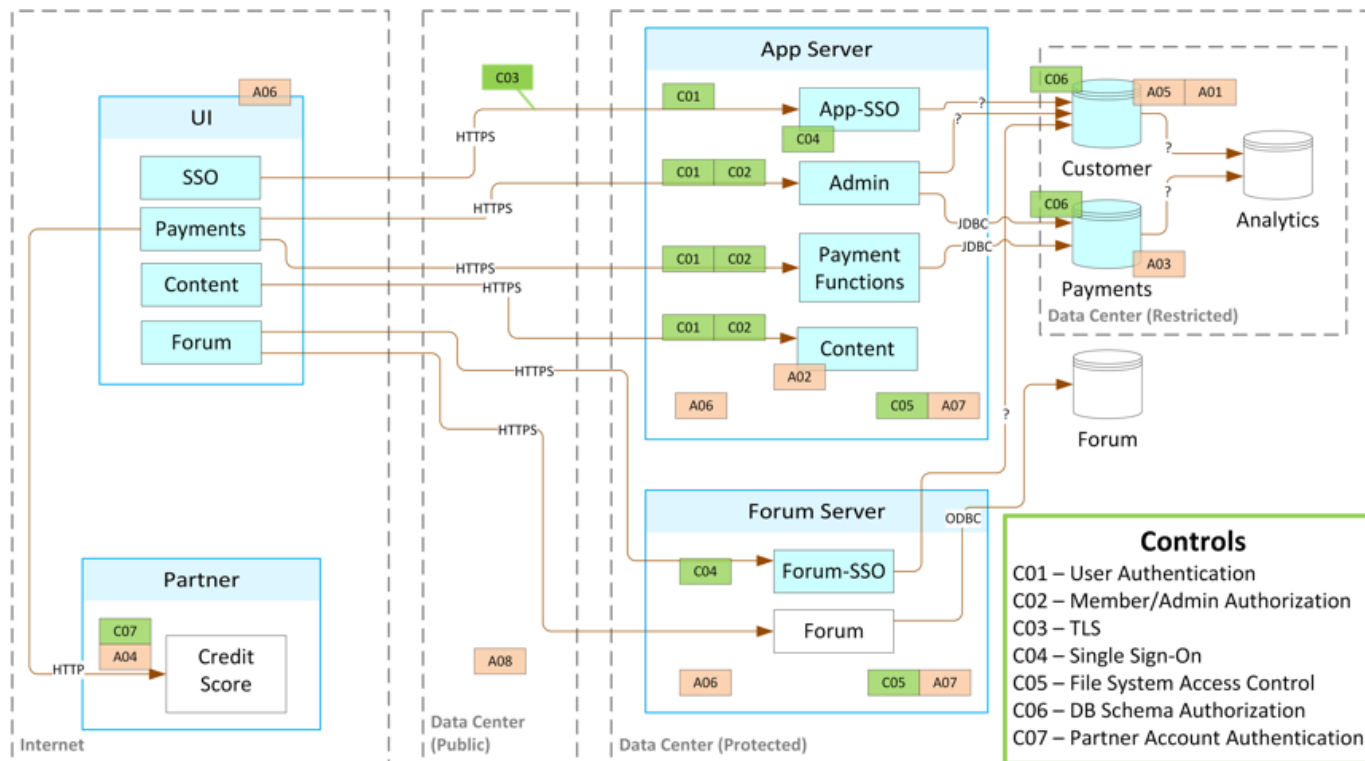 App Server
C03
C06
A05
A01
A06
C01
App-SSO
?
UI
HTTPS
C04
Customer
?
?
SSO
C01
C02
Admin
C06
Analytics
HTTPS
Payments
JDBC
?
HTTPS
C01
C02
Payment
Functions
JDBC
A03
Content
HTTPS
Payments
Data Center (Restricted)
C01
C02
Content
Forum
HTTPS
A02
A06
C05
A07
?
HTTPS
Forum
Forum Server
ODBC
Partner
C04
Forum-SSO
C07
A04
Forum
Credit
Score
HTTP
A08
A06
C05
A07
Internet
Data Center
(Public)
Data Center (Protected)
Controls
C01 – User Authentication
C02 – Member/Admin Authorization
C03 – TLS
C04 – Single Sign-On
C05 – File System Access Control
C06 – DB Schema Authorization
C07 – Partner Account Authentication